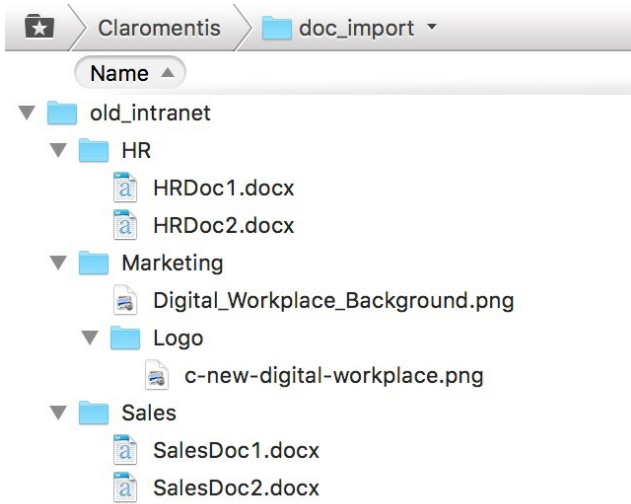 Claromentis doc_import
Name
old_intranet
HR
HRDoc1.docx
HRDoc2.docx
Marketing
Digital_Workplace_Background.png
Logo
c-new-digital-workplace.png
Sales
SalesDoc1.docx
SalesDoc2.docx